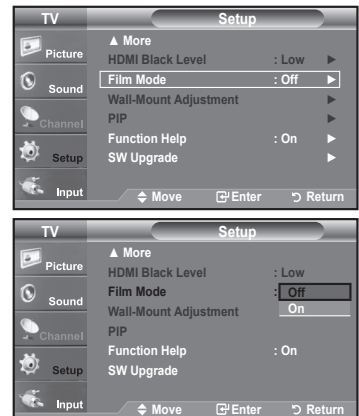 TV
Setup
Picture
Sound
Channel
Setup
Input
▲ More
HDMI Black Level : Low ►
Film Mode : Off ►
Wall-Mount Adjustment ►
PIP ►
Function Help : On ►
SW Upgrade ►
Move Enter Return
TV
Setup
Picture
Sound
Channel
Setup
Input
▲ More
HDMI Black Level : Low
Film Mode : Off
On
Wall-Mount Adjustment
PIP
Function Help : On
SW Upgrade
Move Enter Return